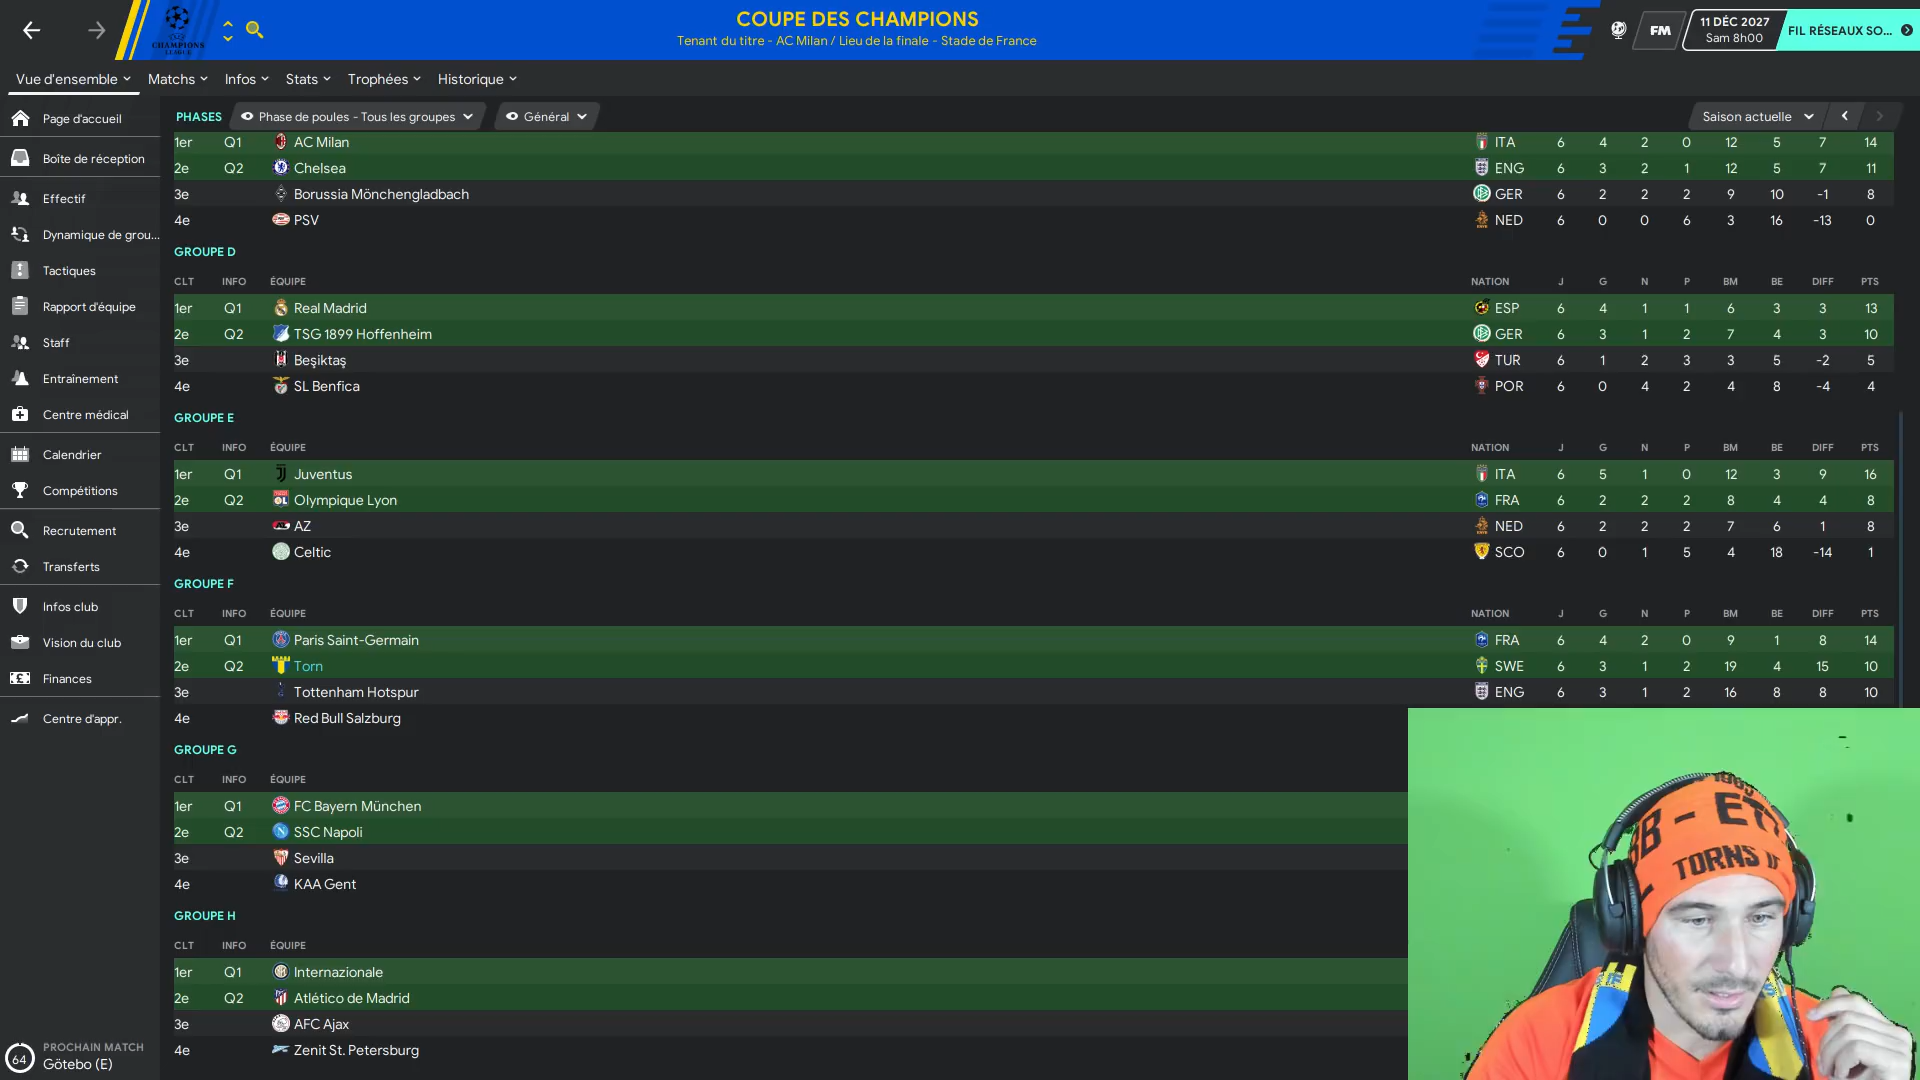 CHAMPIONS
LEAGUE
COUPE DES CHAMPIONS
Tenant du titre - AC Milan / Lieu de la finale - Stade de France
FM
11 DÉC 2027
Sam 8h00
FIL RÉSEAUX SO...
Vue d'ensemble Matchs Infos Stats Trophées Historique
PHASES Phase de poules - Tous les groupes Général Saison actuelle
Page d'accueil
Boîte de réception
Effectif
Dynamique de grou...
Tactiques
Rapport d'équipe
Staff
Entraînement
Centre médical
Calendrier
Compétitions
Recrutement
Transferts
Infos club
Vision du club
Finances
Centre d'appr.
64
PROCHAIN MATCH
Götebo (E)
1er Q1 AC Milan ITA 6 4 2 0 12 5 7 14
2e Q2 Chelsea ENG 6 3 2 1 12 5 7 11
3e Borussia Mönchengladbach GER 6 2 2 2 9 10 -1 8
4e PSV NED 6 0 0 6 3 16 -13 0
GROUPE D
CLT INFO ÉQUIPE NATION J G N P BM BE DIFF PTS
1er Q1 Real Madrid ESP 6 4 1 1 6 3 3 13
2e Q2 TSG 1899 Hoffenheim GER 6 3 1 2 7 4 3 10
3e Beşiktaş TUR 6 1 2 3 3 5 -2 5
4e SL Benfica POR 6 0 4 2 4 8 -4 4
GROUPE E
CLT INFO ÉQUIPE NATION J G N P BM BE DIFF PTS
1er Q1 Juventus ITA 6 5 1 0 12 3 9 16
2e Q2 Olympique Lyon FRA 6 2 2 2 8 4 4 8
3e AZ NED 6 2 2 2 7 6 1 8
4e Celtic SCO 6 0 1 5 4 18 -14 1
GROUPE F
CLT INFO ÉQUIPE NATION J G N P BM BE DIFF PTS
1er Q1 Paris Saint-Germain FRA 6 4 2 0 9 1 8 14
2e Q2 Torn SWE 6 3 1 2 19 4 15 10
3e Tottenham Hotspur ENG 6 3 1 2 16 8 8 10
4e Red Bull Salzburg
GROUPE G
CLT INFO ÉQUIPE
1er Q1 FC Bayern München
2e Q2 SSC Napoli
3e Sevilla
4e KAA Gent
GROUPE H
CLT INFO ÉQUIPE
1er Q1 Internazionale
2e Q2 Atlético de Madrid
3e AFC Ajax
4e Zenit St. Petersburg
TORNS